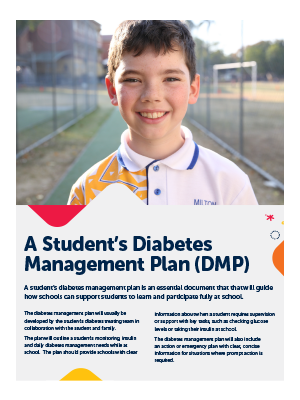 MILTON
A Student's Diabetes
Management Plan (DMP)
A student's diabetes management plan is an essential document that that will guide
how schools can support students to learn and participate fully at school.
The diabetes management plan will usually be
developed by the student's diabetes treating team in
collaboration with the student and family.
The plan will outline a student's monitoring, insulin
and daily diabetes management needs while at
school. The plan should provide schools with clear
information about when a student requires supervision
or support with key tasks, such as checking glucose
levels or taking their insulin at school.
The diabetes management plan will also include
an action or emergency plan with clear, concise
information for situations where prompt action is
required.